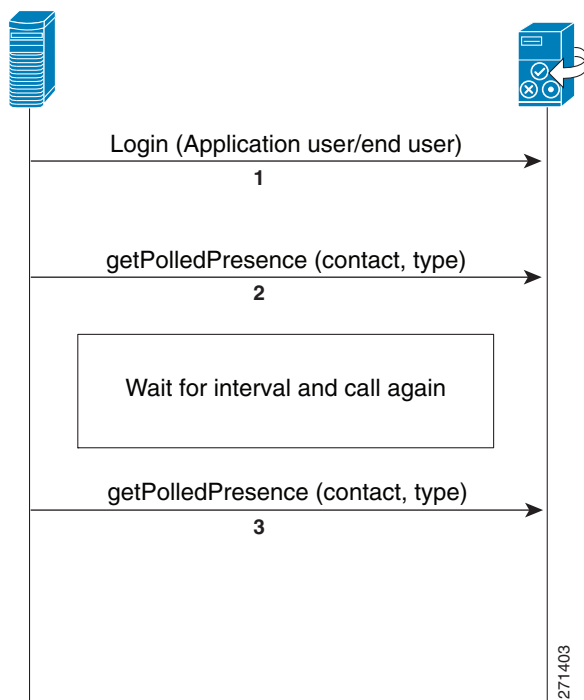 Login (Application user/end user)
1
getPolledPresence (contact, type)
2
Wait for interval and call again
getPolledPresence (contact, type)
3
271403